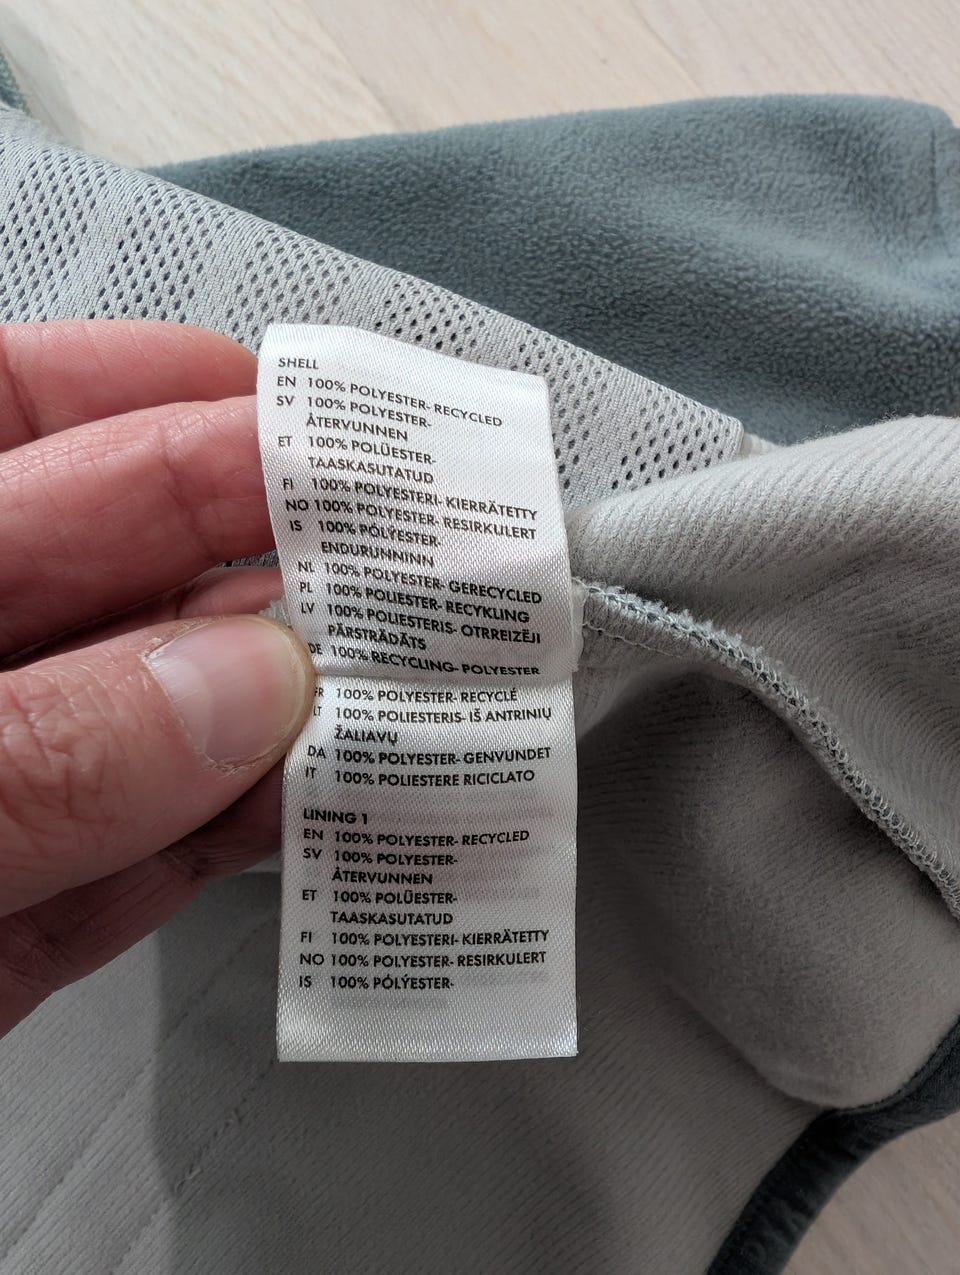 SHELL
EN 100% POLYESTER- RECYCLED
SV 100% POLYESTER-
ÅTERVUNNEN
ET 100% POLÜESTER-
TAASKASUTATUD
FI 100% POLYESTERI- KIERRÄTETTY
NO 100% POLYESTER- RESIRKULERT
IS 100% PÓLÝESTER-
ENDURUNNINN
NL 100% POLYESTER- GERECYCLED
PL 100% POLIESTER- RECYKLING
LV 100% POLIESTERIS- OTRREIZĒJI
PĀRSTRĀDĀTS
DE 100% RECYCLING- POLYESTER
FR 100% POLYESTER- RECYCLÉ
LT 100% POLIESTERIS- IŠ ANTRINIŲ
ŽALIAVŲ
DA 100% POLYESTER- GENVUNDET
IT 100% POLIESTERE RICICLATO
LINING 1
EN 100% POLYESTER- RECYCLED
SV 100% POLYESTER-
ÅTERVUNNEN
ET 100% POLÜESTER-
TAASKASUTATUD
FI 100% POLYESTERI- KIERRÄTETTY
NO 100% POLYESTER- RESIRKULERT
IS 100% PÓLÝESTER-